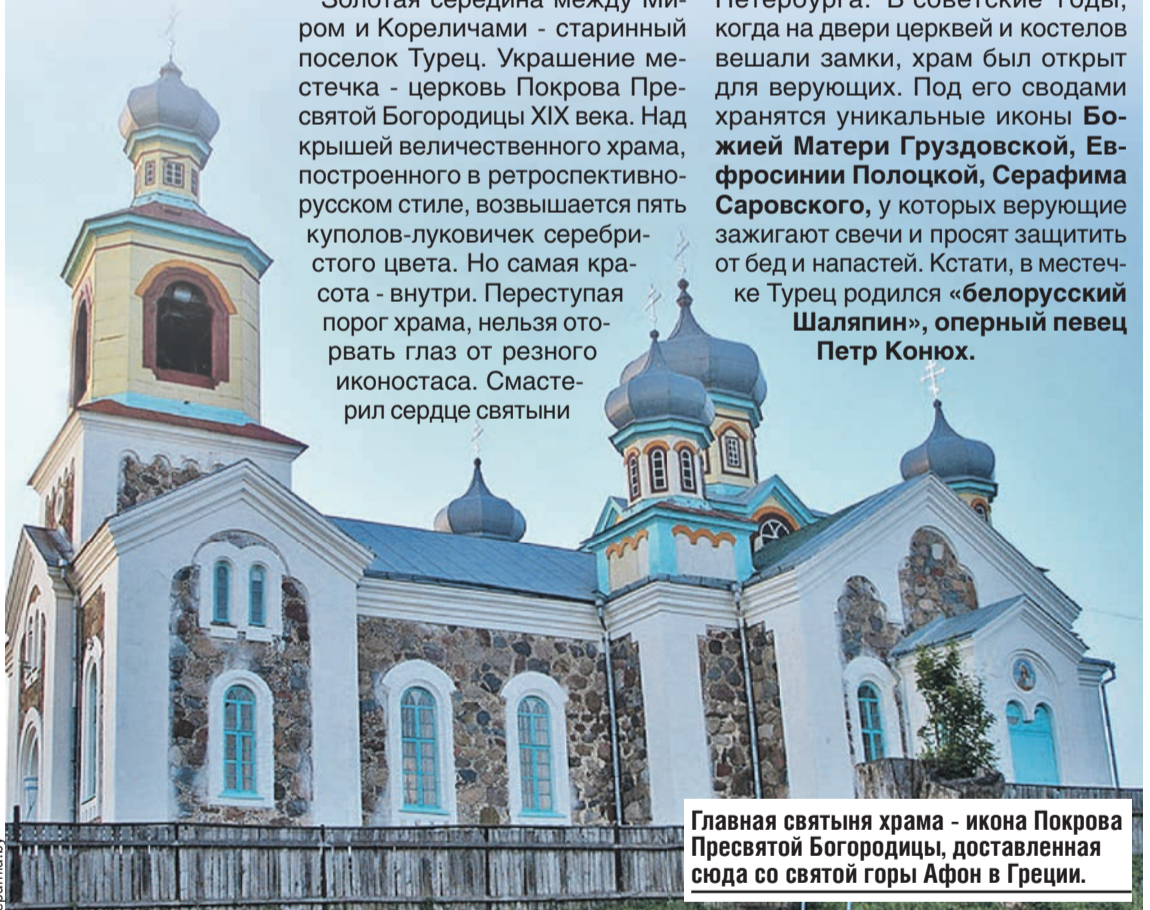 Золотая середина между Ми-
ром и Кореличами - старинный
поселок Турец. Украшение ме-
стечка - церковь Покрова Пре-
святой Богородицы XIX века. Над
крышей величественного храма,
построенного в ретроспективно-
русском стиле, возвышается пять
куполов-луковичек серебри-
стого цвета. Но самая кра-
сота - внутри. Переступая
порог храма, нельзя ото-
рвать глаз от резного
иконостаса. Смасте-
рил сердце святыни
Петербурга. В советские годы,
когда на двери церквей и костелов
вешали замки, храм был открыт
для верующих. Под его сводами
хранятся уникальные иконы Бо-
жией Матери Груздовской, Ев-
фросинии Полоцкой, Серафима
Саровского, у которых верующие
зажигают свечи и просят защитить
от бед и напастей. Кстати, в местеч-
ке Турец родился «белорусский
Шаляпин», оперный певец
Петр Конюх.
Главная святыня храма - икона Покрова
Пресвятой Богородицы, доставленная
сюда со святой горы Афон в Греции.